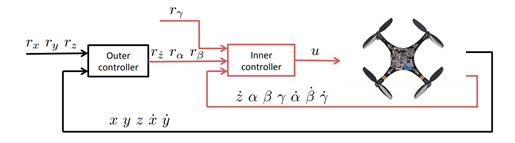 r_γ
r_x r_y r_z
Outer controller
r_ż r_α r_β
Inner controller
u
ż α β γ α̇ β̇ γ̇
x y z ẋ ẏ